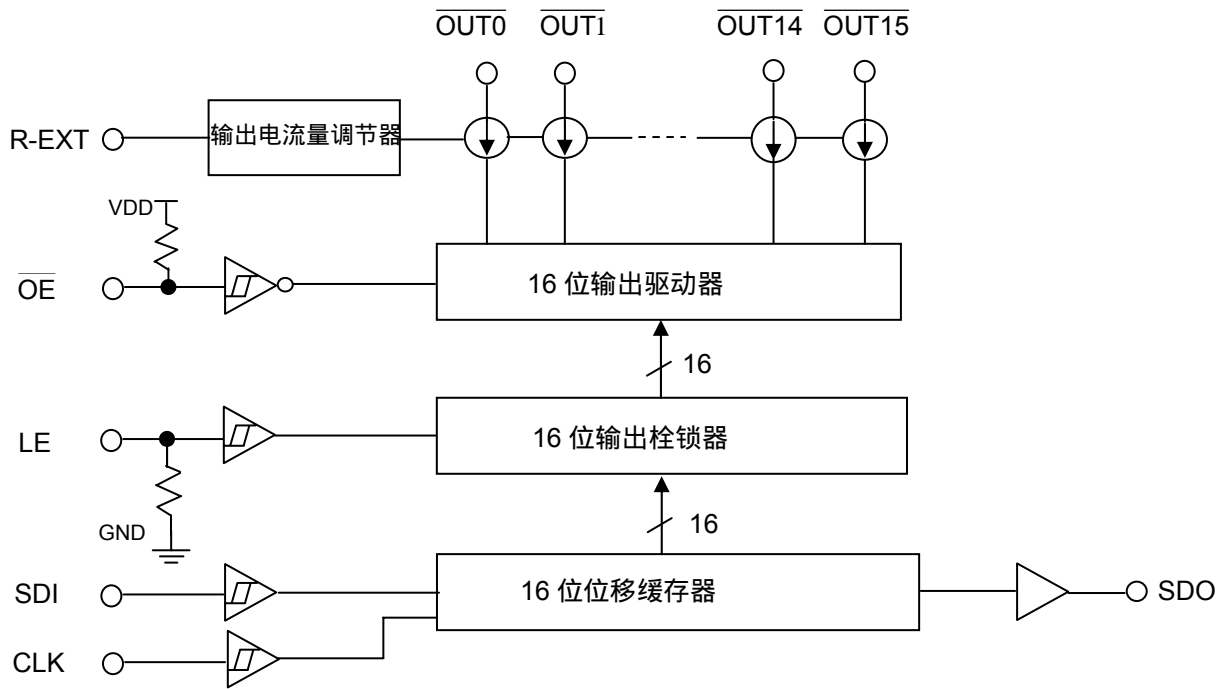 OUT0 OUT1 OUT14 OUT15
R-EXT
输出电流量调节器
VDD
OE
16 位输出驱动器
16
LE
16 位输出栓锁器
GND
16
SDI
16 位位移缓存器
SDO
CLK